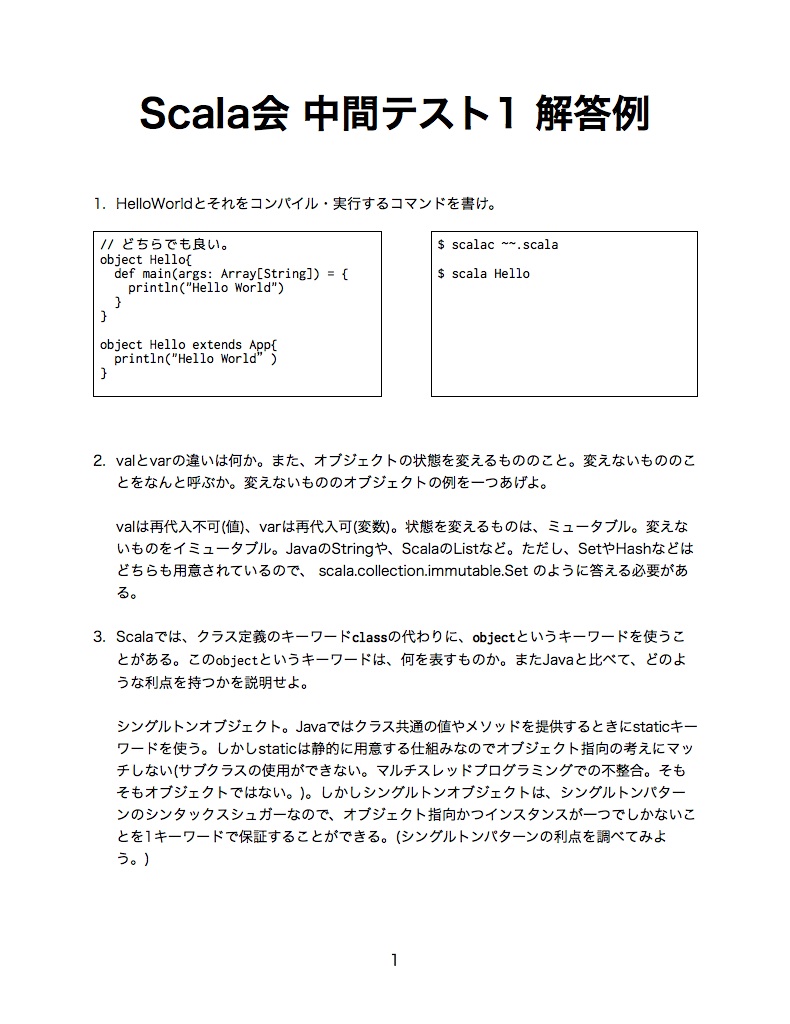 Scala会 中間テスト1 解答例
1. HelloWorldとそれをコンパイル・実行するコマンドを書け。
// どちらでも良い。
object Hello{
  def main(args: Array[String]) = {
    println("Hello World")
  }
}
object Hello extends App{
  println("Hello World” )
}
$ scalac ~~.scala
$ scala Hello
2. valとvarの違いは何か。また、オブジェクトの状態を変えるもののこと。変えないもののこ
とをなんと呼ぶか。変えないもののオブジェクトの例を一つあげよ。
valは再代入不可(値)、varは再代入可(変数)。状態を変えるものは、ミュータブル。変えな
いものをイミュータブル。JavaのStringや、ScalaのListなど。ただし、SetやHashなどは
どちらも用意されているので、 scala.collection.immutable.Set のように答える必要があ
る。
3. Scalaでは、クラス定義のキーワードclassの代わりに、objectというキーワードを使うこ
とがある。このobjectというキーワードは、何を表すものか。またJavaと比べて、どのよ
うな利点を持つかを説明せよ。
シングルトンオブジェクト。Javaではクラス共通の値やメソッドを提供するときにstaticキー
ワードを使う。しかしstaticは静的に用意する仕組みなのでオブジェクト指向の考えにマッ
チしない(サブクラスの使用ができない。マルチスレッドプログラミングでの不整合。そも
そもオブジェクトではない。)。しかしシングルトンオブジェクトは、シングルトンパター
ンのシンタックスシュガーなので、オブジェクト指向かつインスタンスが一つでしかないこ
とを1キーワードで保証することができる。(シングルトンパターンの利点を調べてみよ
う。)
1